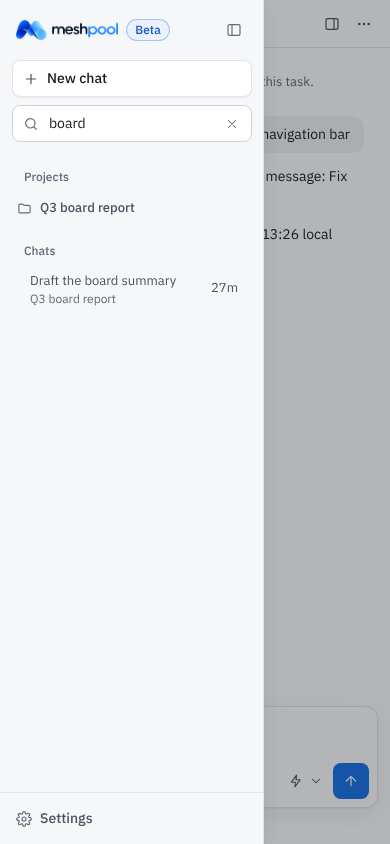 meshpool Beta
New chat
board
Projects
Q3 board report
Chats
Draft the board summary
27m
Q3 board report
Settings
this task.
navigation bar
message: Fix
13:26 local